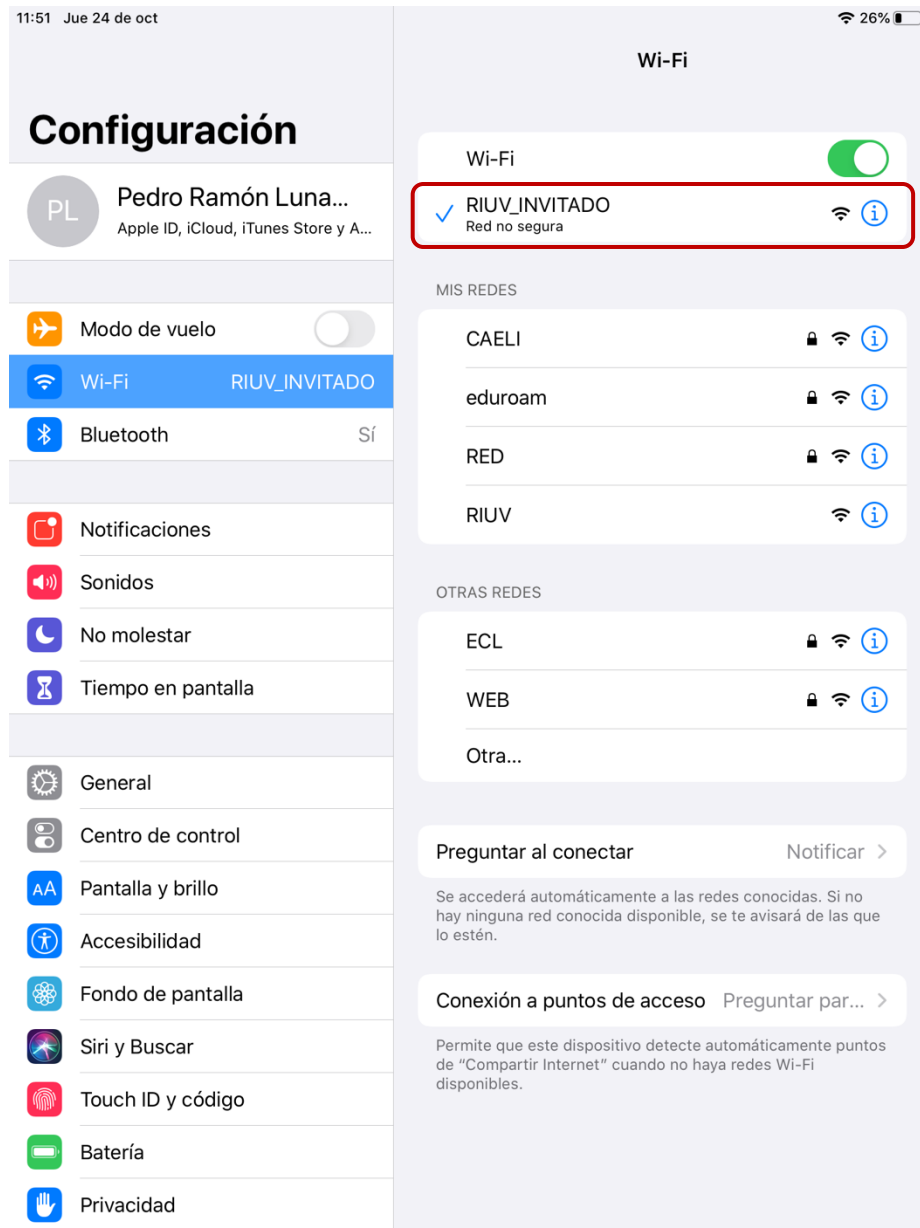 11:51 Jue 24 de oct
26%
Configuración
PL
Pedro Ramón Luna...
Apple ID, iCloud, iTunes Store y A...
Modo de vuelo
Wi-Fi RIUV_INVITADO
Bluetooth Sí
Notificaciones
Sonidos
No molestar
Tiempo en pantalla
General
Centro de control
AA Pantalla y brillo
Accesibilidad
Fondo de pantalla
Siri y Buscar
Touch ID y código
Batería
Privacidad
Wi-Fi
Wi-Fi
RIUV_INVITADO
Red no segura
MIS REDES
CAELI
eduroam
RED
RIUV
OTRAS REDES
ECL
WEB
Otra...
Preguntar al conectar Notificar
Se accederá automáticamente a las redes conocidas. Si no
hay ninguna red conocida disponible, se te avisará de las que
lo estén.
Conexión a puntos de acceso Preguntar par...
Permite que este dispositivo detecte automáticamente puntos
de “Compartir Internet” cuando no haya redes Wi-Fi
disponibles.